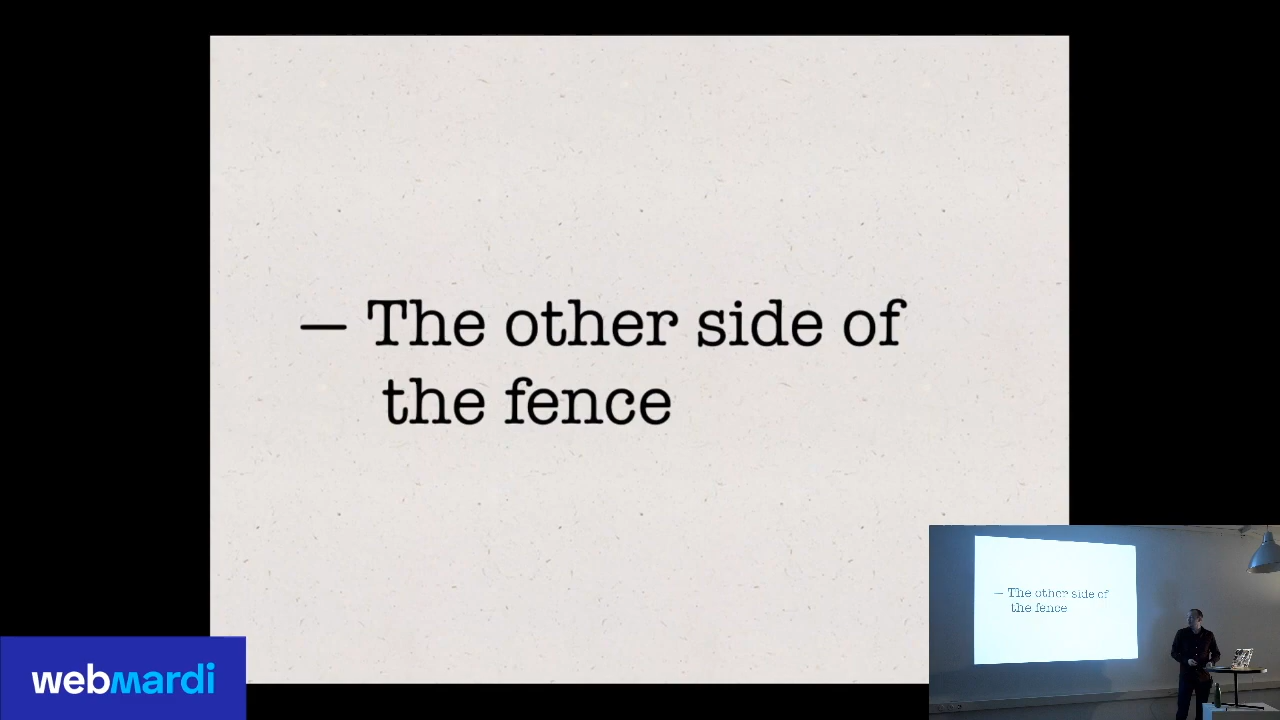 — The other side of
the fence
webmardi
— The other side of
the fence